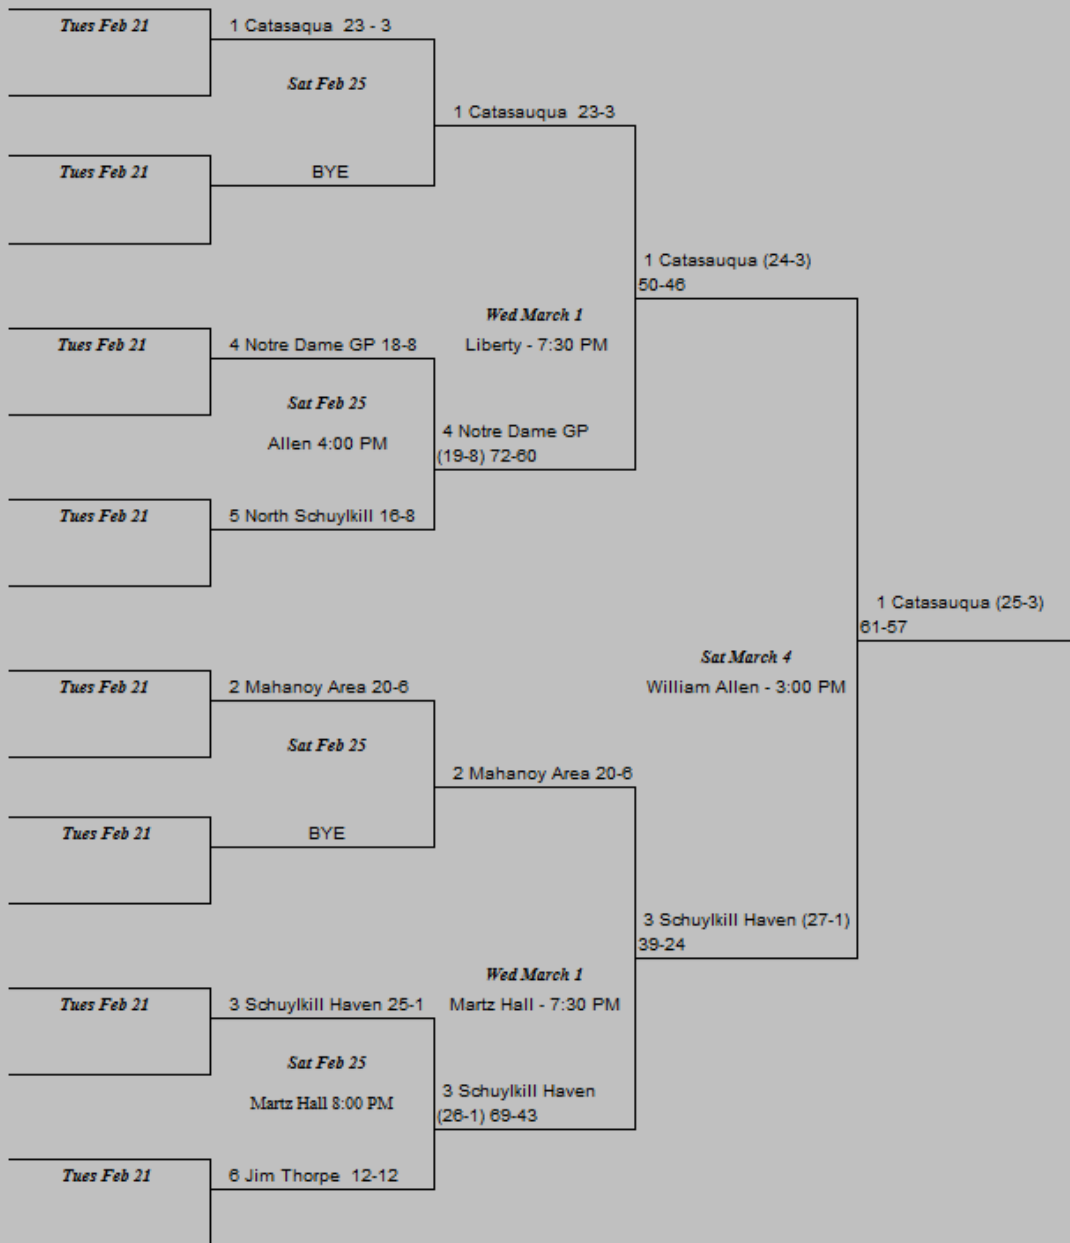 Tues Feb 21
1 Catasaqua 23 - 3
Sat Feb 25
1 Catasauqua 23-3
Tues Feb 21
BYE
1 Catasauqua (24-3)
50-46
Wed March 1
Liberty - 7:30 PM
Tues Feb 21
4 Notre Dame GP 18-8
Sat Feb 25
Allen 4:00 PM
4 Notre Dame GP
(19-8) 72-60
Tues Feb 21
5 North Schuylkill 16-8
1 Catasauqua (25-3)
61-57
Sat March 4
William Allen - 3:00 PM
Tues Feb 21
2 Mahanoy Area 20-6
Sat Feb 25
2 Mahanoy Area 20-6
Tues Feb 21
BYE
3 Schuylkill Haven (27-1)
39-24
Wed March 1
Martz Hall - 7:30 PM
Tues Feb 21
3 Schuylkill Haven 25-1
Sat Feb 25
Martz Hall 8:00 PM
3 Schuylkill Haven
(26-1) 69-43
Tues Feb 21
6 Jim Thorpe 12-12